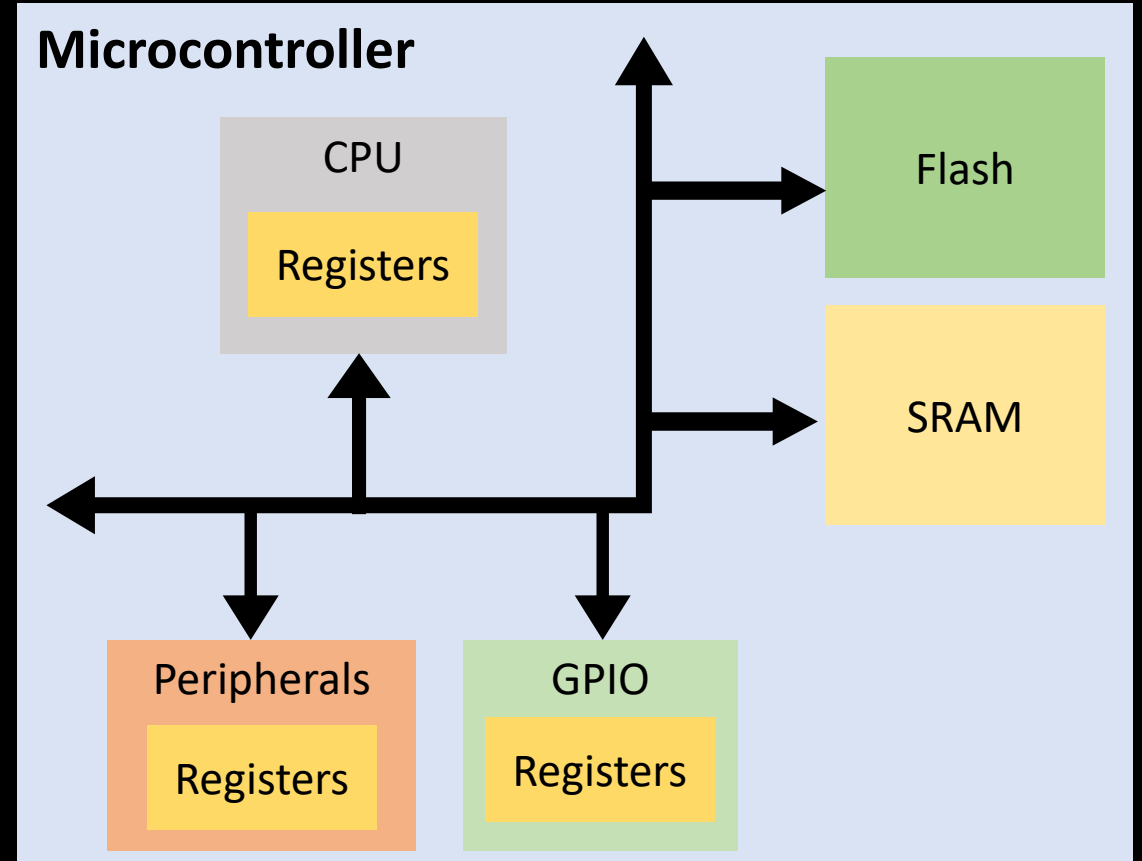 Microcontroller
CPU
Registers
Flash
SRAM
Peripherals
Registers
GPIO
Registers